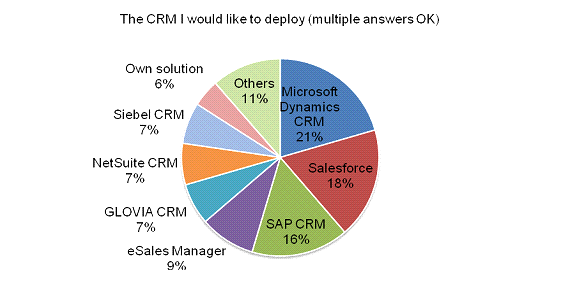 The CRM I would like to deploy (multiple answers OK)
Microsoft
Dynamics
CRM
21%
Salesforce
18%
SAP CRM
16%
eSales Manager
9%
GLOVIA CRM
7%
NetSuite CRM
7%
Siebel CRM
7%
Own solution
6%
Others
11%